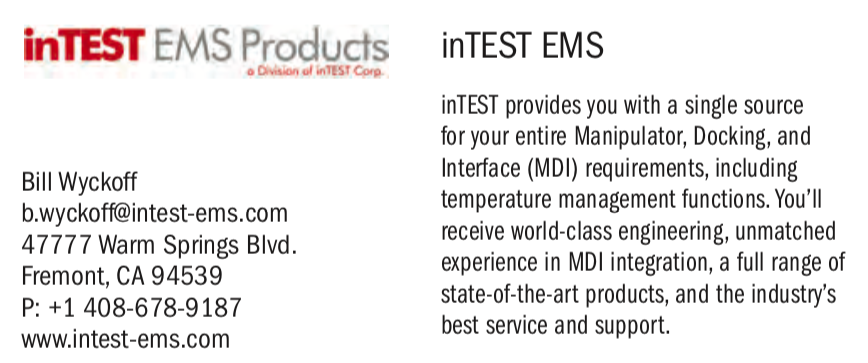 inTEST EMS Products
a Division of inTEST Corp.
Bill Wyckoff
b.wyckoff@intest-ems.com
47777 Warm Springs Blvd.
Fremont, CA 94539
P: +1 408-678-9187
www.intest-ems.com
inTEST EMS
inTEST provides you with a single source
for your entire Manipulator, Docking, and
Interface (MDI) requirements, including
temperature management functions. You’ll
receive world-class engineering, unmatched
experience in MDI integration, a full range of
state-of-the-art products, and the industry’s
best service and support.